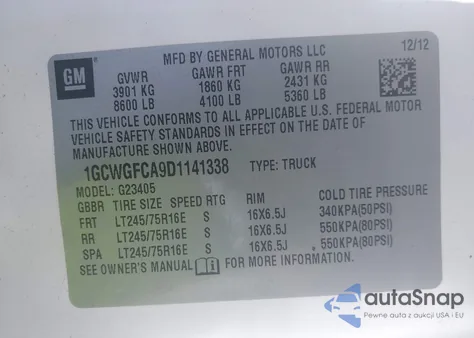 MFD BY GENERAL MOTORS LLC 12/12
GM
GVWR GAWR FRT GAWR RR
3901 KG 1860 KG 2431 KG
8600 LB 4100 LB 5360 LB
THIS VEHICLE CONFORMS TO ALL APPLICABLE U.S. FEDERAL MOTOR
VEHICLE SAFETY STANDARDS IN EFFECT ON THE DATE OF
MANUFACTURE SHOWN ABOVE.
1GCWGFCA9D1141338 TYPE: TRUCK
MODEL: G23405
GBBR TIRE SIZE SPEED RTG RIM COLD TIRE PRESSURE
FRT LT245/75R16E S 16X6.5J 340KPA(50PSI)
RR LT245/75R16E S 16X6.5J 550KPA(80PSI)
SPA LT245/75R16E S 16X6.5J 550KPA(80PSI)
SEE OWNER'S MANUAL FOR MORE INFORMATION
autoSnap
Pewne auta z aukcji USA i EU